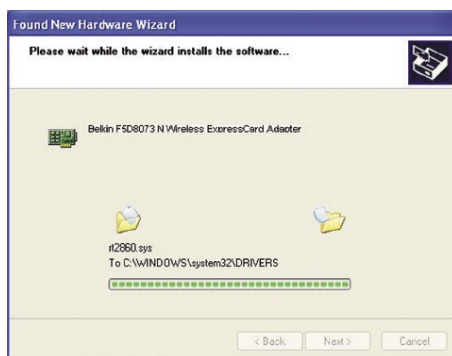 Found New Hardware Wizard
Please wait while the wizard installs the software...
Belkin F5D8073 N Wireless ExpressCard Adapter
rt2860.sys
To C:\WINDOWS\system32\DRIVERS
< Back Next > Cancel